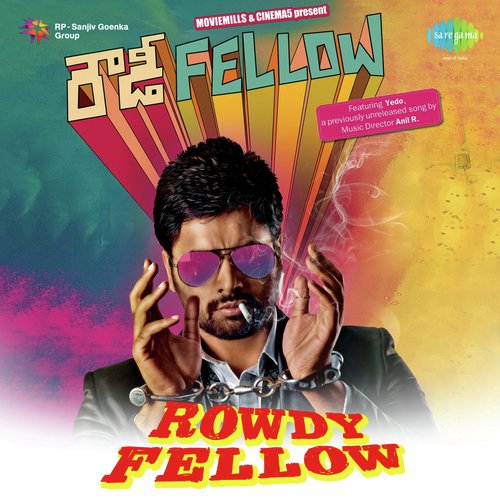 RP - Sanjiv Goenka
Group
MOVIEMILLS & CINEMA5 present
saregama
రౌడీ FELLOW
Featuring Yedo,
a previously unreleased song by
Music Director Anil R.
ROWDY
FELLOW